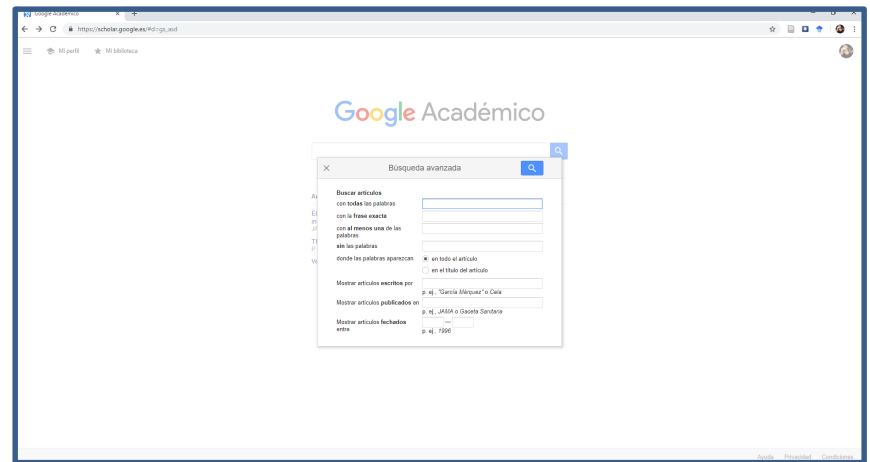 Google Académico
https://scholar.google.es/#d=gs_asd
Mi perfil
Mi biblioteca
Google Académico
Búsqueda avanzada
Buscar artículos
con todas las palabras
con la frase exacta
con al menos una de las
palabras
sin las palabras
donde las palabras aparezcan
en todo el artículo
en el título del artículo
Mostrar artículos escritos por
p. ej., "García Márquez" o Cela
Mostrar artículos publicados en
p. ej., JAMA o Gaceta Sanitaria
Mostrar artículos fechados
entre
—
p. ej., 1996
Ayuda Privacidad Condiciones